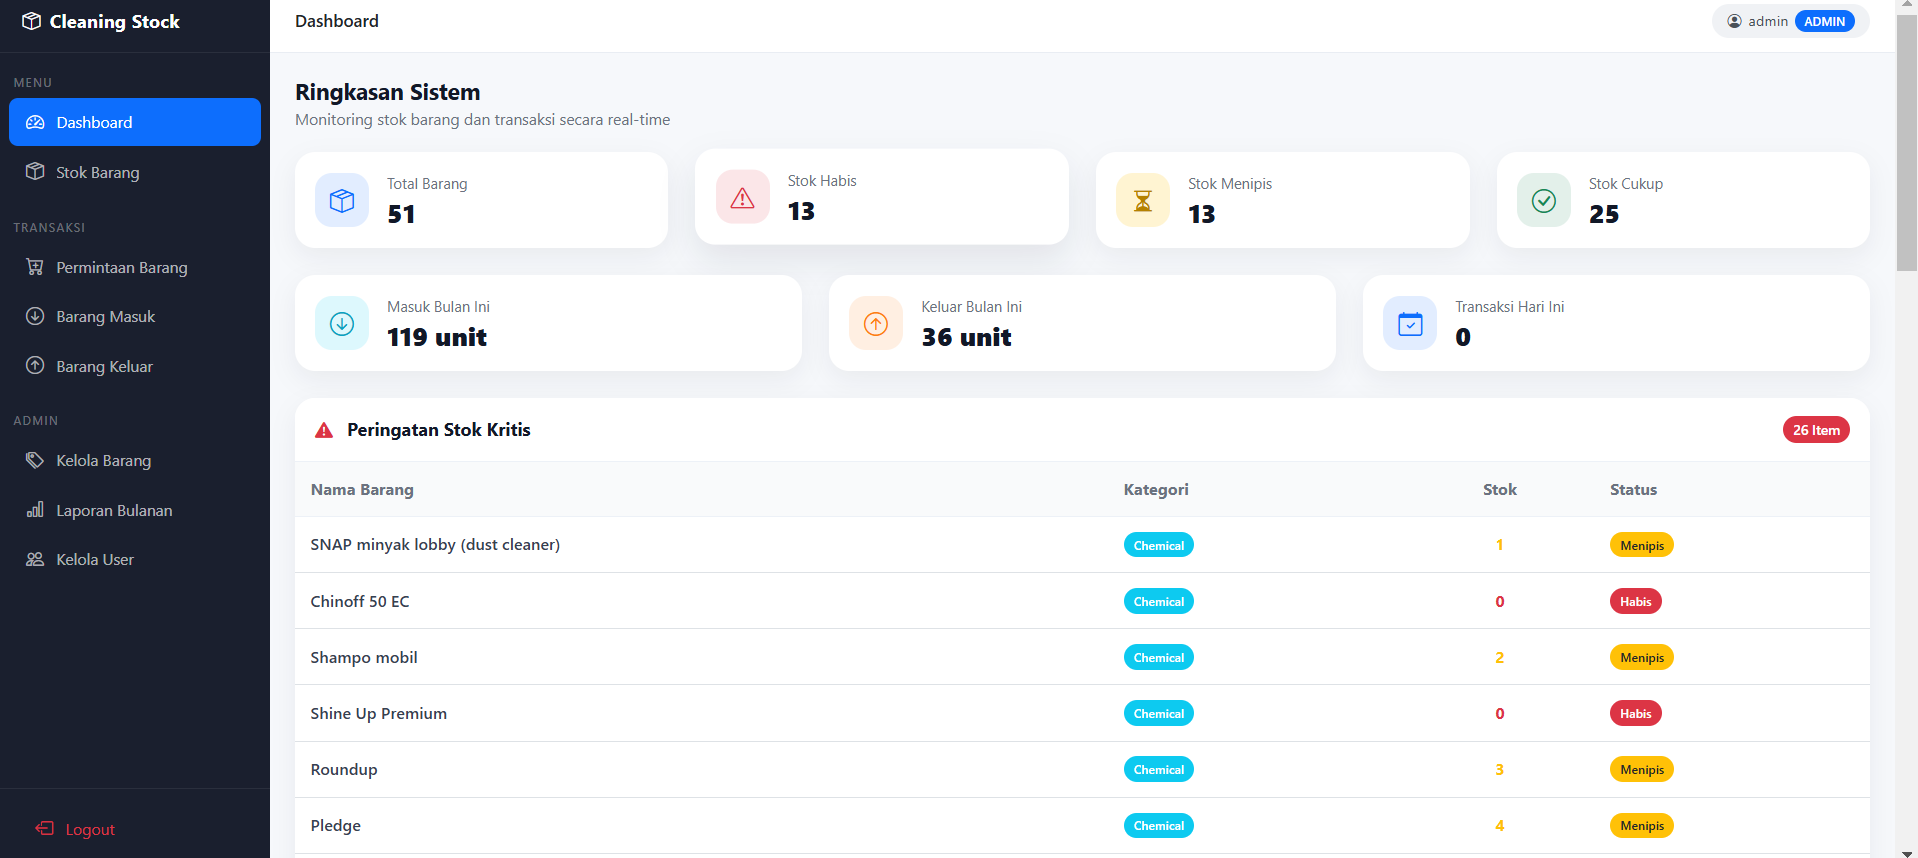 Cleaning Stock
MENU
Dashboard
Stok Barang
TRANSAKSI
Permintaan Barang
Barang Masuk
Barang Keluar
ADMIN
Kelola Barang
Laporan Bulanan
Kelola User
Logout
Dashboard
admin ADMIN
Ringkasan Sistem
Monitoring stok barang dan transaksi secara real-time
Total Barang
51
Stok Habis
13
Stok Menipis
13
Stok Cukup
25
Masuk Bulan Ini
119 unit
Keluar Bulan Ini
36 unit
Transaksi Hari Ini
0
Peringatan Stok Kritis 26 Item
Nama Barang Kategori Stok Status
SNAP minyak lobby (dust cleaner) Chemical 1 Menipis
Chinoff 50 EC Chemical 0 Habis
Shampo mobil Chemical 2 Menipis
Shine Up Premium Chemical 0 Habis
Roundup Chemical 3 Menipis
Pledge Chemical 4 Menipis